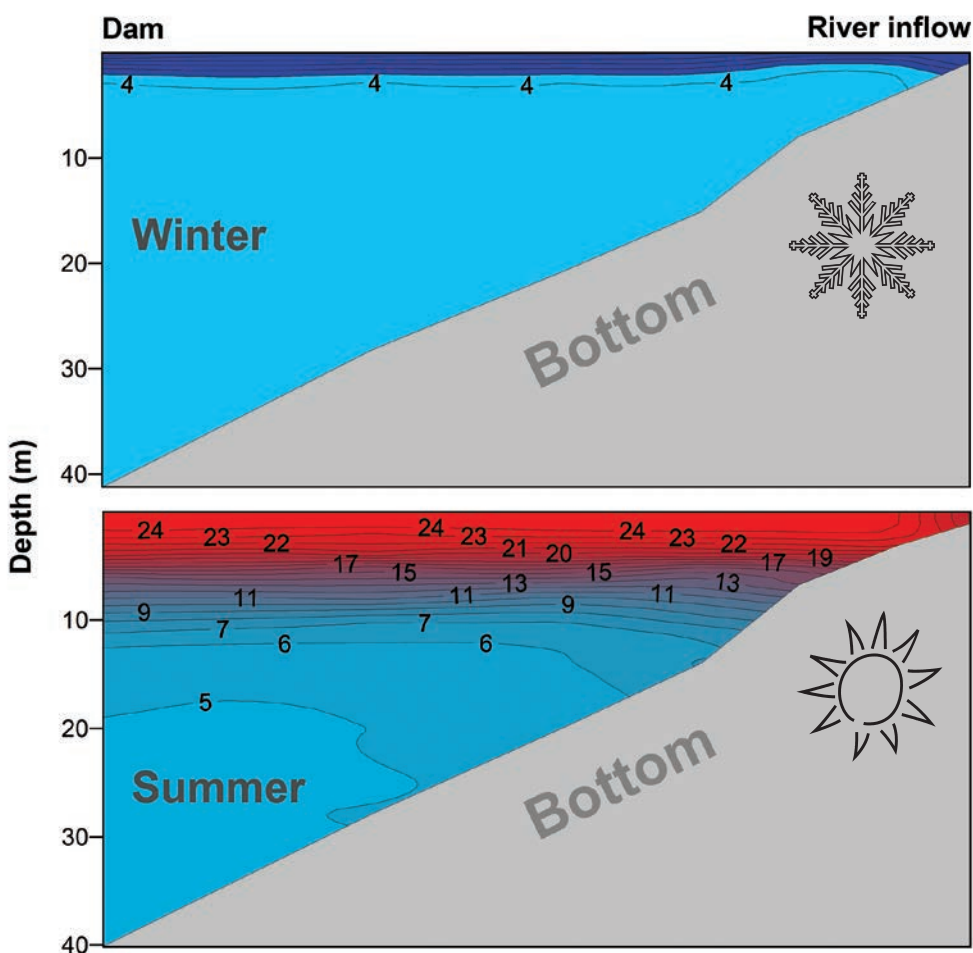 Dam River inflow
4 4 4 4
10
Winter
20
Bottom
30
40
Depth (m)
24 23 22 24 23 21 20 24 23 22 17 19
17 15 13 15 13
11 11 11
9 9
10
7 7
6 6
5
20
Summer
Bottom
30
40